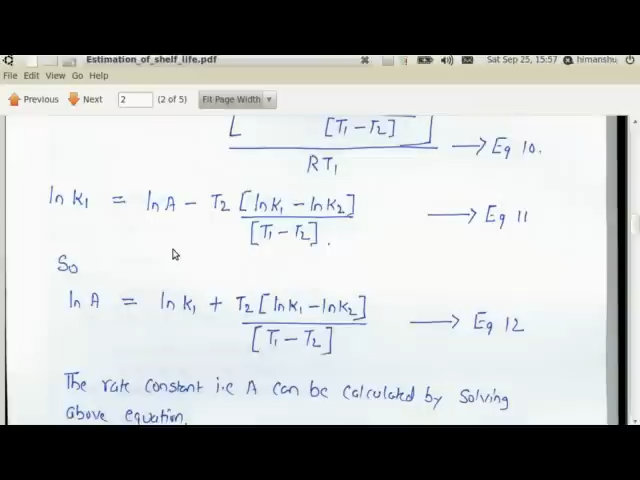 Estimation_of_shelf_life.pdf
Sat Sep 25, 15:57 himanshu
File Edit View Go Help
Previous Next 2 (2 of 5) Fit Page Width
[T1 – T2]
RT1 → Eq 10.
ln k1 = ln A – T2 [ln k1 – ln k2] / [T1 – T2]. → Eq 11
So
ln A = ln k1 + T2 [ln k1 – ln k2] / [T1 – T2] → Eq 12
The rate constant i.e A can be calculated by solving
above equation.